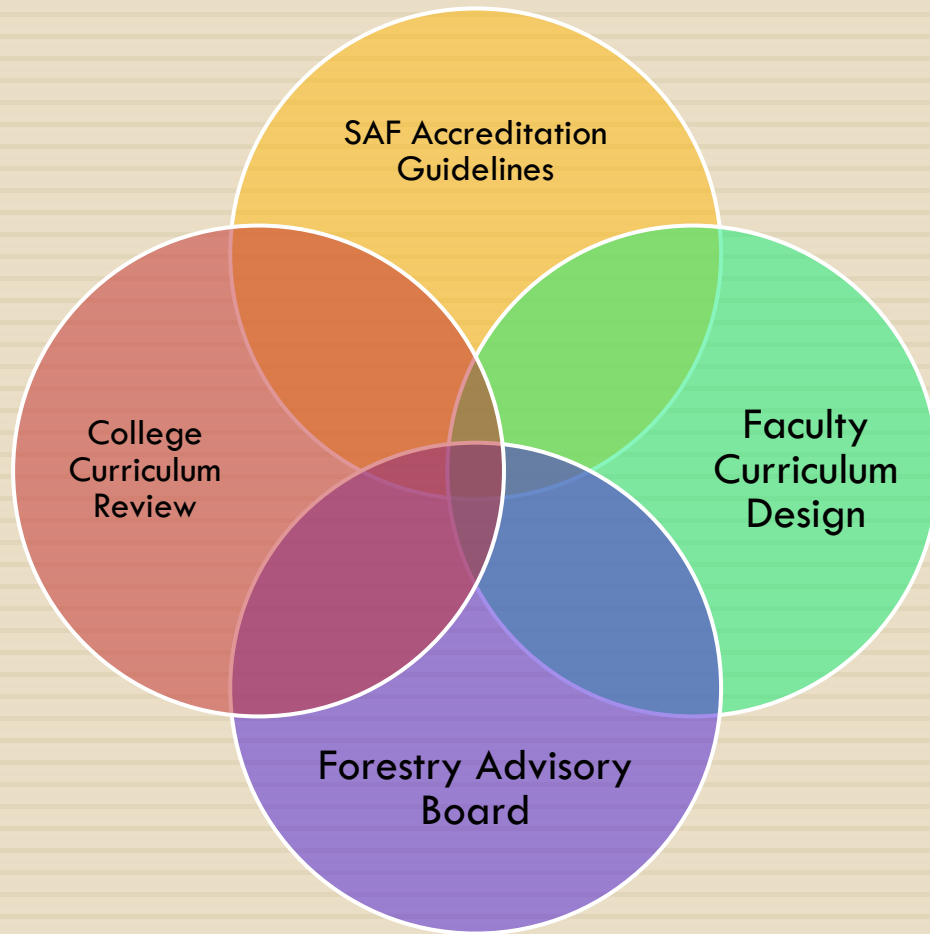 SAF Accreditation
Guidelines
College
Curriculum
Review
Faculty
Curriculum
Design
Forestry Advisory
Board